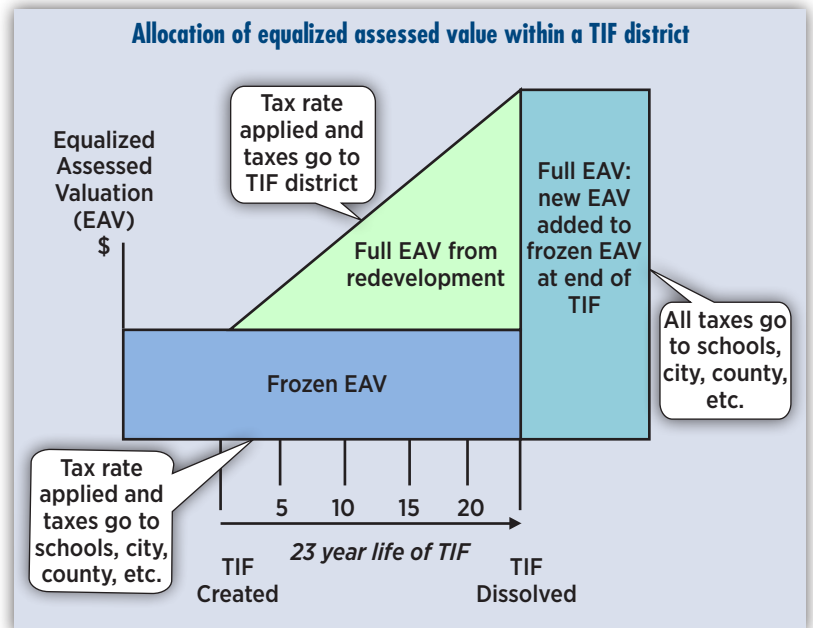 Allocation of equalized assessed value within a TIF district
Tax rate
applied and
taxes go to
TIF district
Equalized
Assessed
Valuation
(EAV)
$
Full EAV from
redevelopment
Full EAV:
new EAV
added to
frozen EAV
at end of
TIF
All taxes go
to schools,
city, county,
etc.
Frozen EAV
Tax rate
applied and
taxes go to
schools, city,
county, etc.
5 10 15 20
23 year life of TIF
TIF
Created
TIF
Dissolved